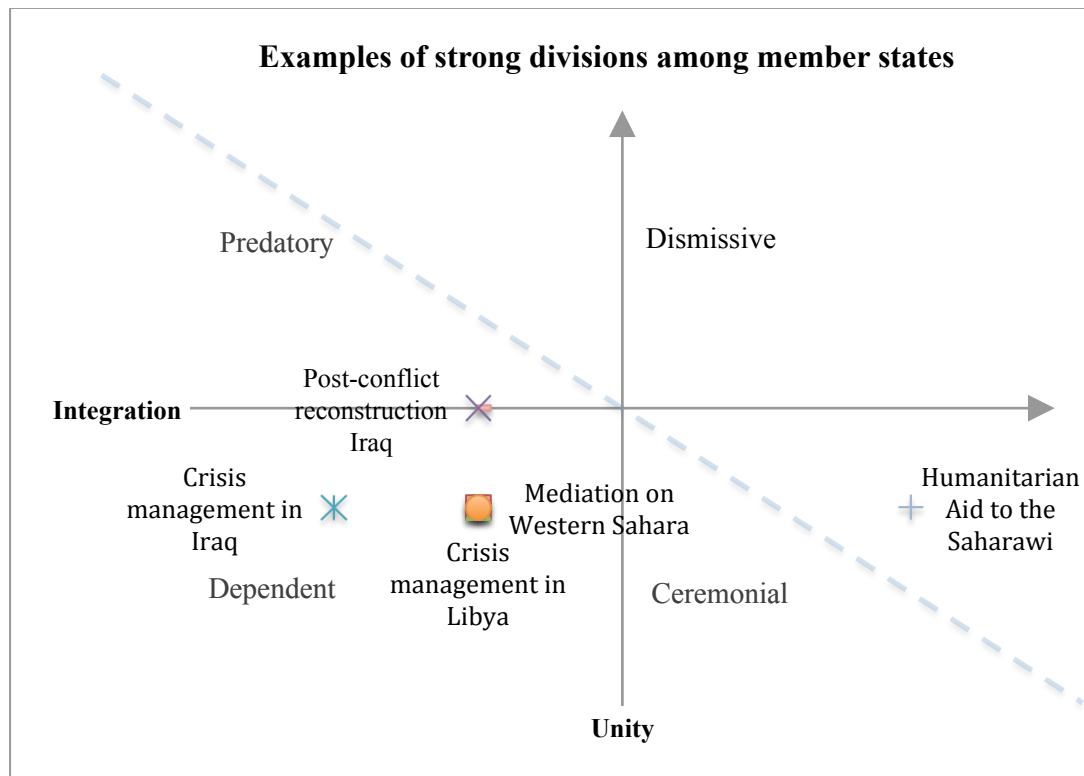 Examples of strong divisions among member states
Predatory
Dismissive
Post-conflict
reconstruction
Iraq
Integration
Crisis
management in
Iraq
Mediation on
Western Sahara
Humanitarian
Aid to the
Saharawi
Crisis
management in
Libya
Dependent
Ceremonial
Unity